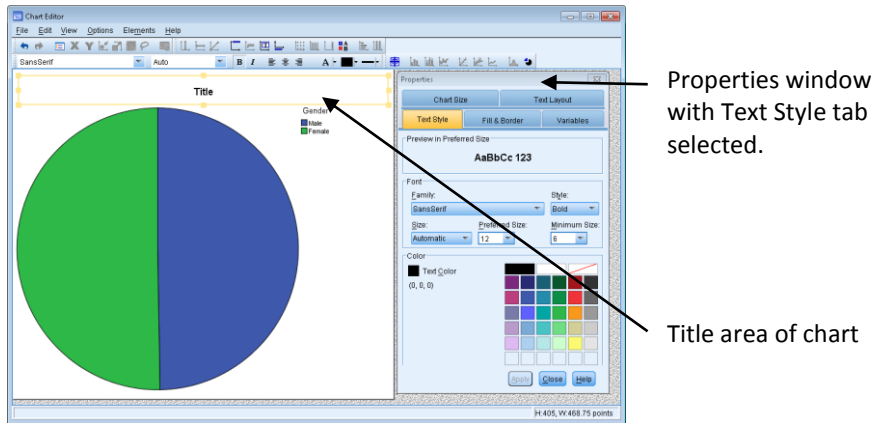 Chart Editor
File Edit View Options Elements Help
SansSerif Auto B I A
Properties
Title
Gender
Male
Female
Chart Size Text Layout
Text Style Fill & Border Variables
Preview in Preferred Size
AaBbCc 123
Font
Family: Style:
SansSerif Bold
Size: Preferred Size: Minimum Size:
Automatic 12 6
Color
Text Color
(0, 0, 0)
Apply Close Help
H:405, W:468.75 points
Properties window
with Text Style tab
selected.
Title area of chart